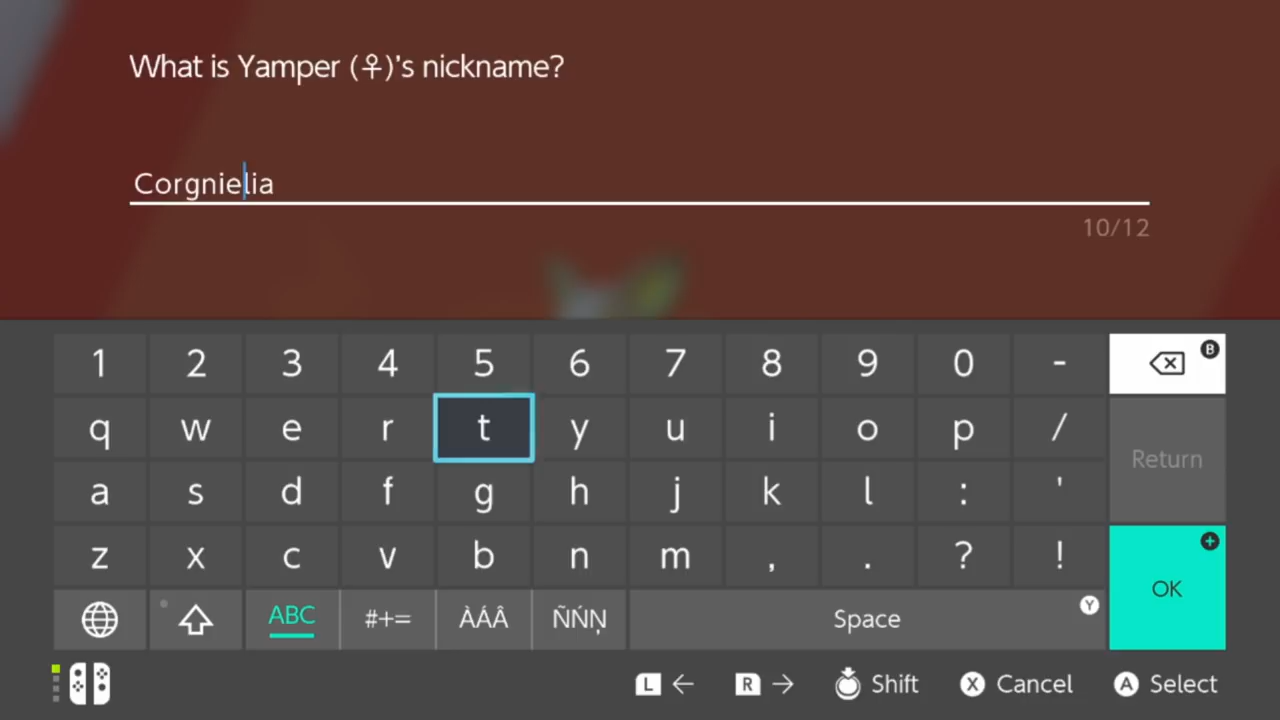 What is Yamper (♀)'s nickname?
Corgnielia
10/12
1 2 3 4 5 6 7 8 9 0 - B
q w e r t y u i o p /
Return
a s d f g h j k l : '
z x c v b n m , . ? ! +
OK
ABC #+= ÀÁÂ ÑŃŅ Space Y
L ← R → Shift X Cancel A Select